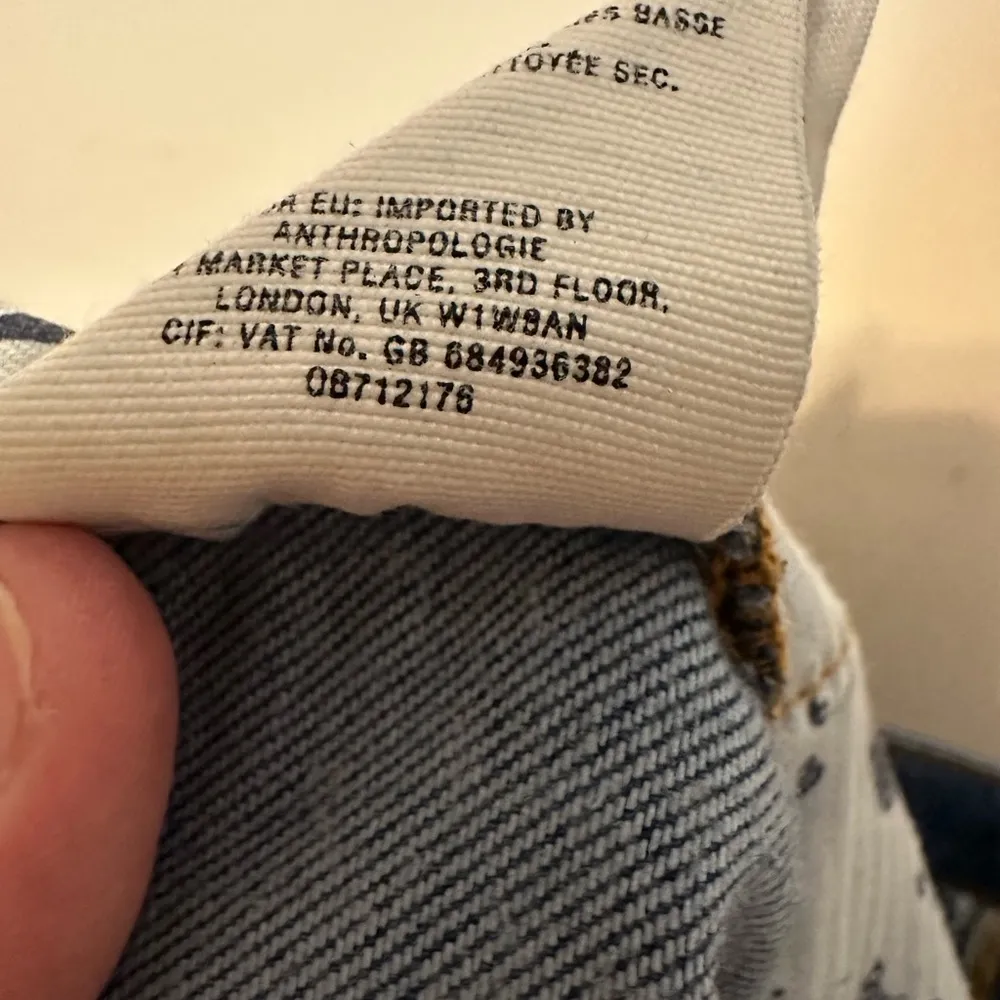 BASSE
SEC.
EU: IMPORTED BY
ANTHROPOLOGIE
MARKET PLACE, 3RD FLOOR,
LONDON, UK W1W8AN
CIF: VAT No. GB 684936382
08712176